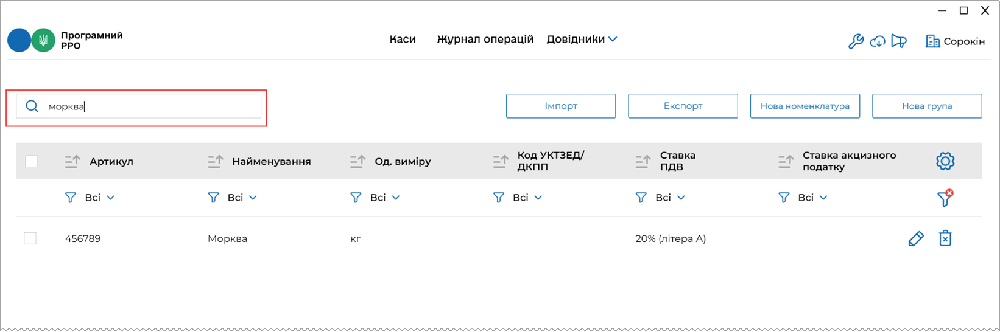 Програмний
РРО
Каси Журнал операцій Довідники
Сорокін
морква
Імпорт Експорт Нова номенклатура Нова група
Артикул Найменування Од. виміру Код УКТЗЕД/ Ставка Ставка акцизного
ДКПП ПДВ податку
Всі Всі Всі Всі Всі Всі
456789 Морква кг 20% (літера А)